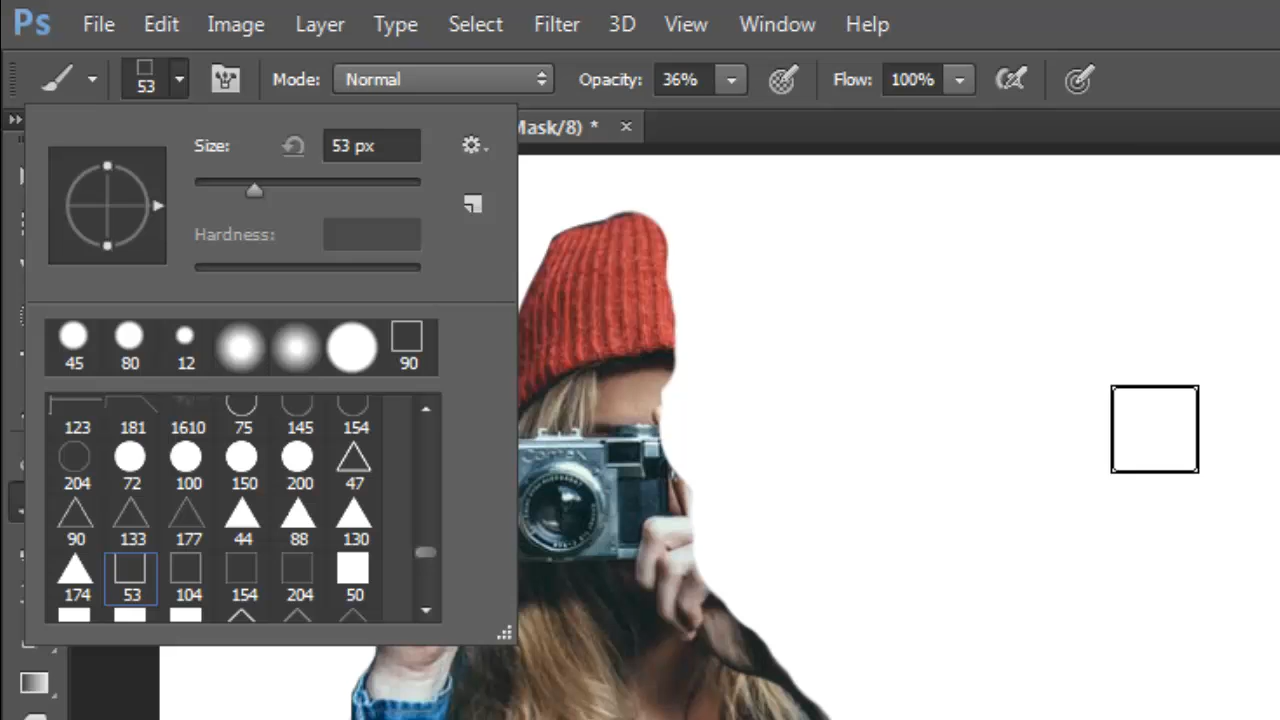 Ps File Edit Image Layer Type Select Filter 3D View Window Help
53 Mode: Normal Opacity: 36% Flow: 100%
Mask/8) * ×
Size: 53 px
Hardness:
45 80 12 90
123 181 1610 75 145 154
204 72 100 150 200 47
90 133 177 44 88 130
174 53 104 154 204 50